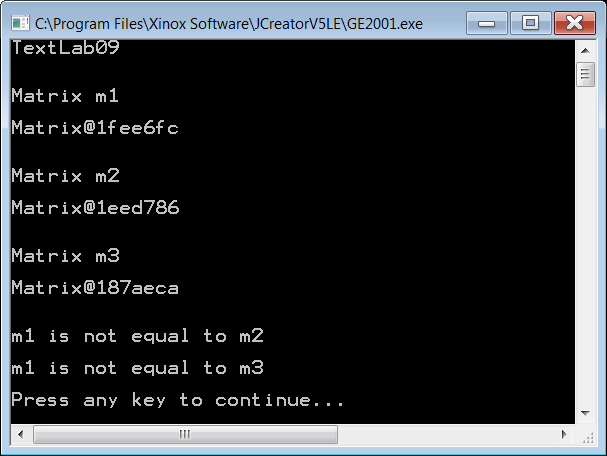 C:\Program Files\Xinox Software\JCreatorV5LE\GE2001.exe
TextLab09
Matrix m1
Matrix@1fee6fc
Matrix m2
Matrix@1eed786
Matrix m3
Matrix@187aeca
m1 is not equal to m2
m1 is not equal to m3
Press any key to continue...